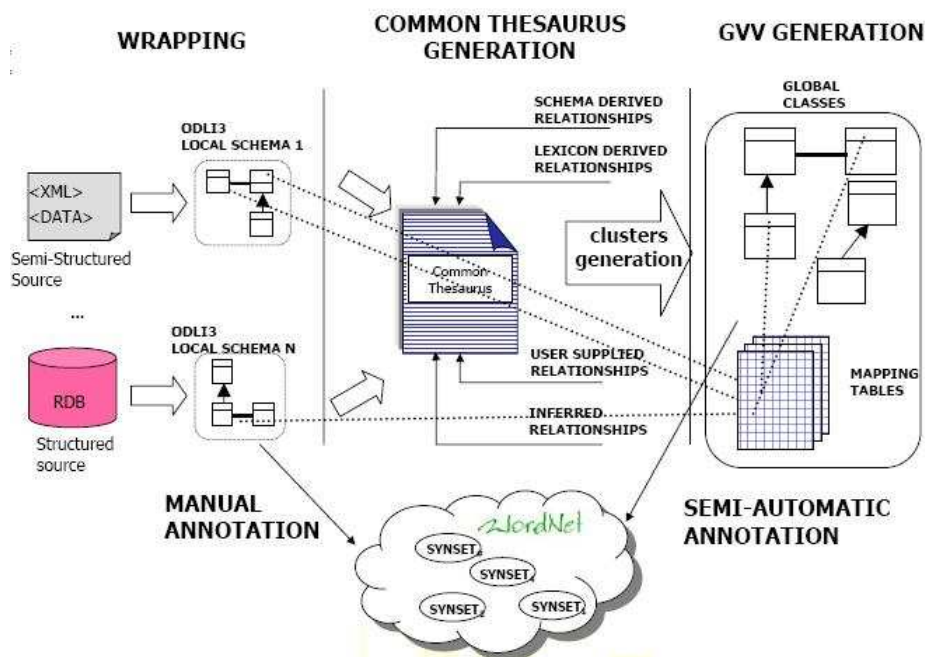 WRAPPING
COMMON THESAURUS
GENERATION
GVV GENERATION
GLOBAL
CLASSES
SCHEMA DERIVED
RELATIONSHIPS
LEXICON DERIVED
RELATIONSHIPS
ODLI3
LOCAL SCHEMA 1
<XML>
<DATA>
Semi-Structured
Source
...
clusters
generation
Common
Thesaurus
ODLI3
LOCAL SCHEMA N
RDB
Structured
source
USER SUPPLIED
RELATIONSHIPS
INFERRED
RELATIONSHIPS
MAPPING
TABLES
MANUAL
ANNOTATION
SEMI-AUTOMATIC
ANNOTATION
WordNet
SYNSET
SYNSET
SYNSET
SYNSET